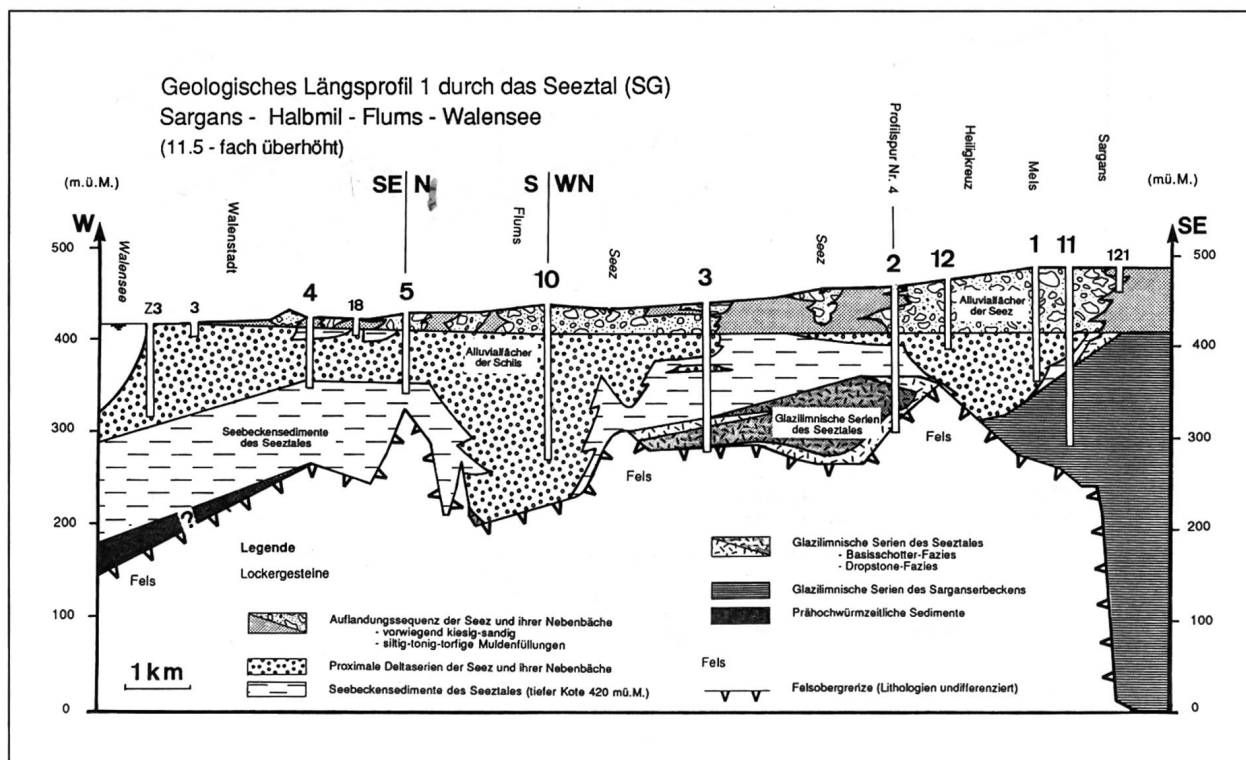 Geologisches Längsprofil 1 durch das Seeztal (SG)
Sargans - Halbmil - Flums - Walensee
(11.5 - fach überhöht)
(m.ü.M.)
(mü.M.)
W
SE
N
S
WN
SE
Walensee
Walenstadt
Flums
Seez
Seez
Profilspur Nr. 4
Heiligkreuz
Mels
Sargans
Z3
3
4
18
5
10
3
2
12
1
11
121
500
400
300
200
100
0
500
400
300
200
100
0
Alluvialfächer
der Schils
Alluvialfächer
der Seez
Seebeckensedimente
des Seeztales
Glazilimnische Serien
des Seeztales
?
Fels
Fels
Fels
Legende
Lockergesteine
Auflandungssequenz der Seez und ihrer Nebenbäche
- vorwiegend kiesig-sandig
- siltig-tonig-torfige Muldenfüllungen
Proximale Deltaserien der Seez und ihrer Nebenbäche
Seebeckensedimente des Seeztales (tiefer Kote 420 mü.M.)
1 km
Glazilimnische Serien des Seeztales
- Basisschotter-Fazies
- Dropstone-Fazies
Glazilimnische Serien des Sarganserbeckens
Prähochwürmzeitliche Sedimente
Fels
Felsobergrenze (Lithologien undifferenziert)